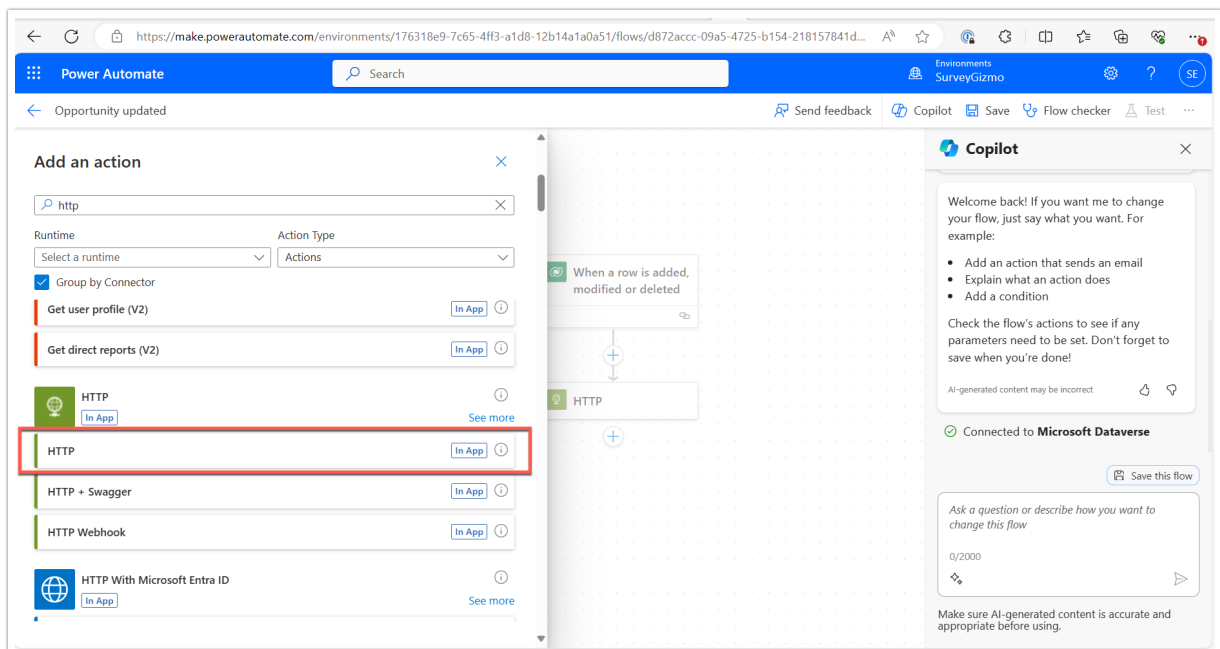 https://make.powerautomate.com/environments/176318e9-7c65-4ff3-a1d8-12b14a1a0a51/flows/d872accc-09a5-4725-b154-218157841d...
Power Automate
Search
Environments
SurveyGizmo
SE
Opportunity updated
Send feedback
Copilot
Save
Flow checker
Test
Add an action
http
Runtime
Action Type
Select a runtime
Actions
Group by Connector
Get user profile (V2)
In App
Get direct reports (V2)
In App
HTTP
In App
See more
HTTP
In App
HTTP + Swagger
In App
HTTP Webhook
In App
HTTP With Microsoft Entra ID
In App
See more
When a row is added,
modified or deleted
HTTP
Copilot
Welcome back! If you want me to change
your flow, just say what you want. For
example:
• Add an action that sends an email
• Explain what an action does
• Add a condition
Check the flow's actions to see if any
parameters need to be set. Don't forget to
save when you're done!
AI-generated content may be incorrect
Connected to Microsoft Dataverse
Save this flow
Ask a question or describe how you want to
change this flow
0/2000
Make sure AI-generated content is accurate and
appropriate before using.